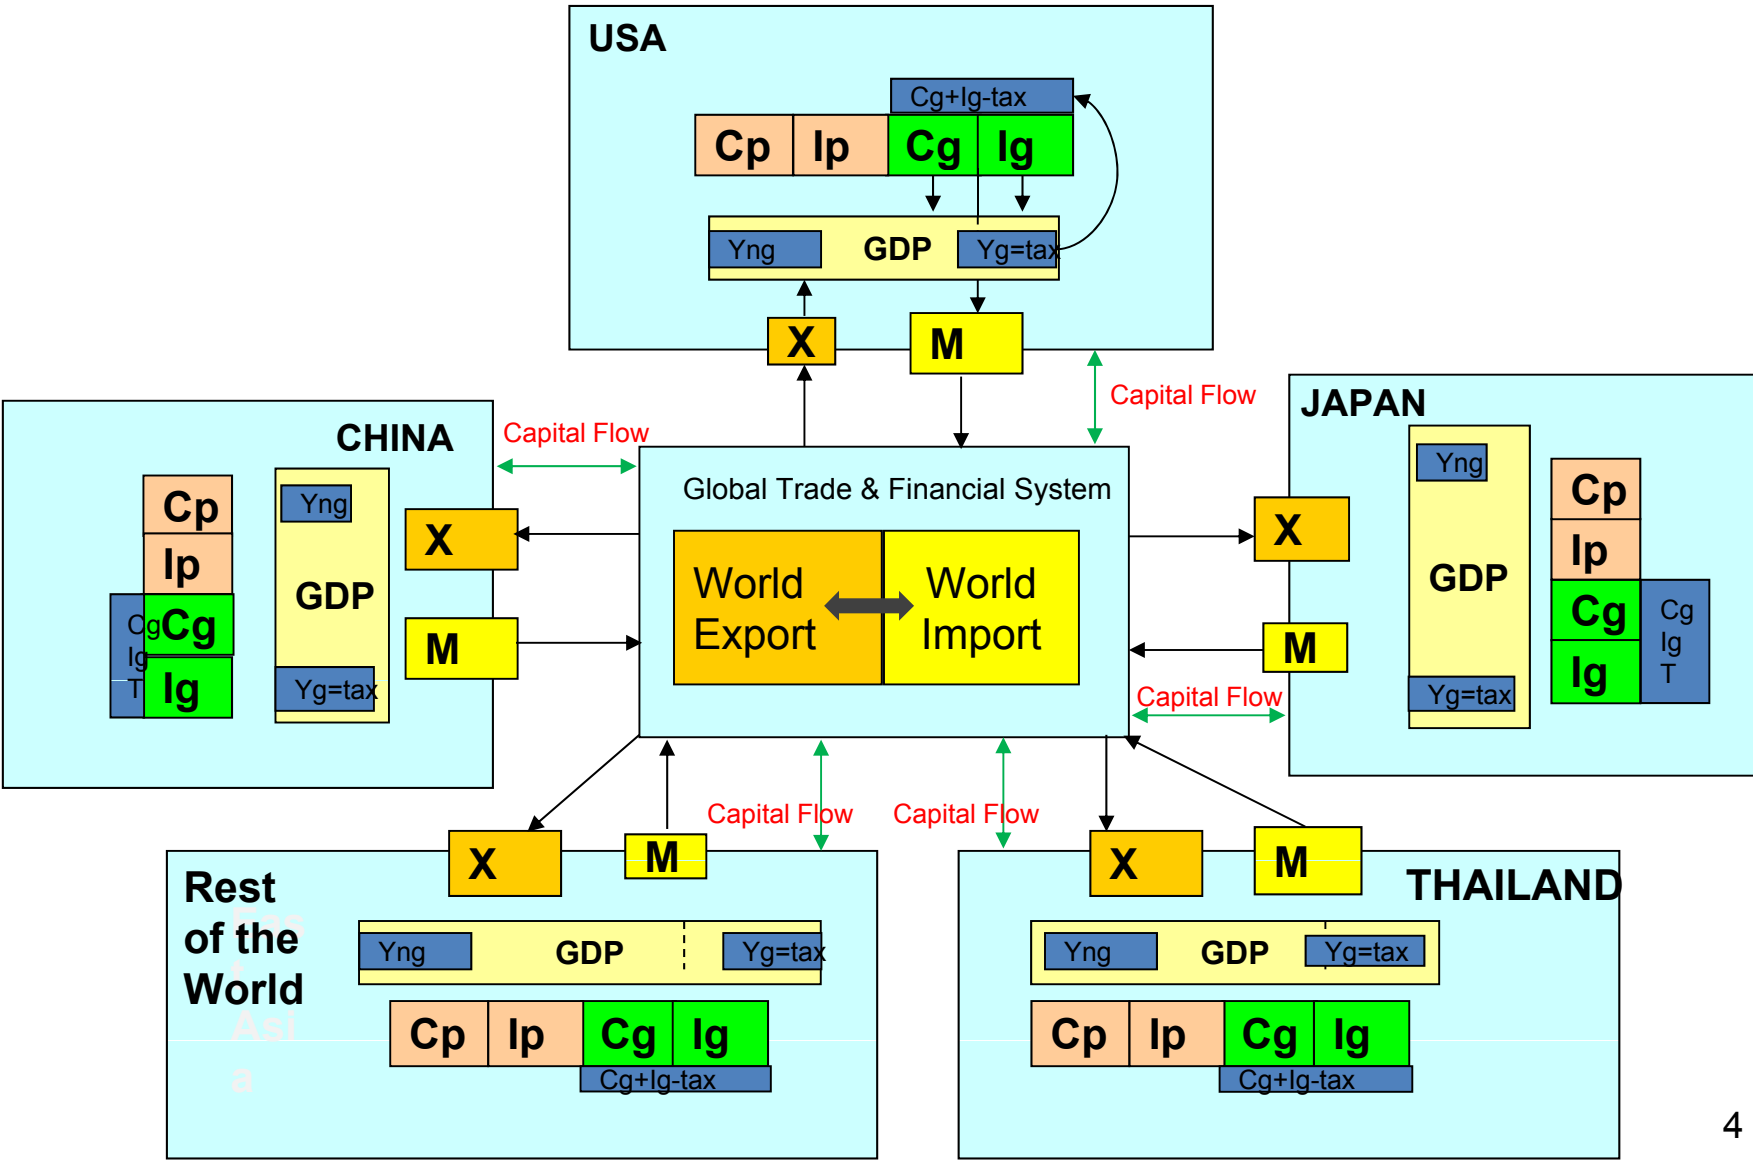 USA
Cg+Ig-tax
Cp Ip Cg Ig
Yng GDP Yg=tax
X M
Capital Flow
CHINA
Capital Flow
Cp
Ip
Cg
Ig
Cg
Ig
T
Yng
GDP
Yg=tax
X
M
Global Trade & Financial System
World
Export
World
Import
JAPAN
X
M
Capital Flow
Yng
GDP
Yg=tax
Cp
Ip
Cg
Ig
Cg
Ig
T
Capital Flow
Capital Flow
X M
Rest
of the
World
Eas
t
Asi
a
Yng GDP Yg=tax
Cp Ip Cg Ig
Cg+Ig-tax
X M
THAILAND
Yng GDP Yg=tax
Cp Ip Cg Ig
Cg+Ig-tax
4